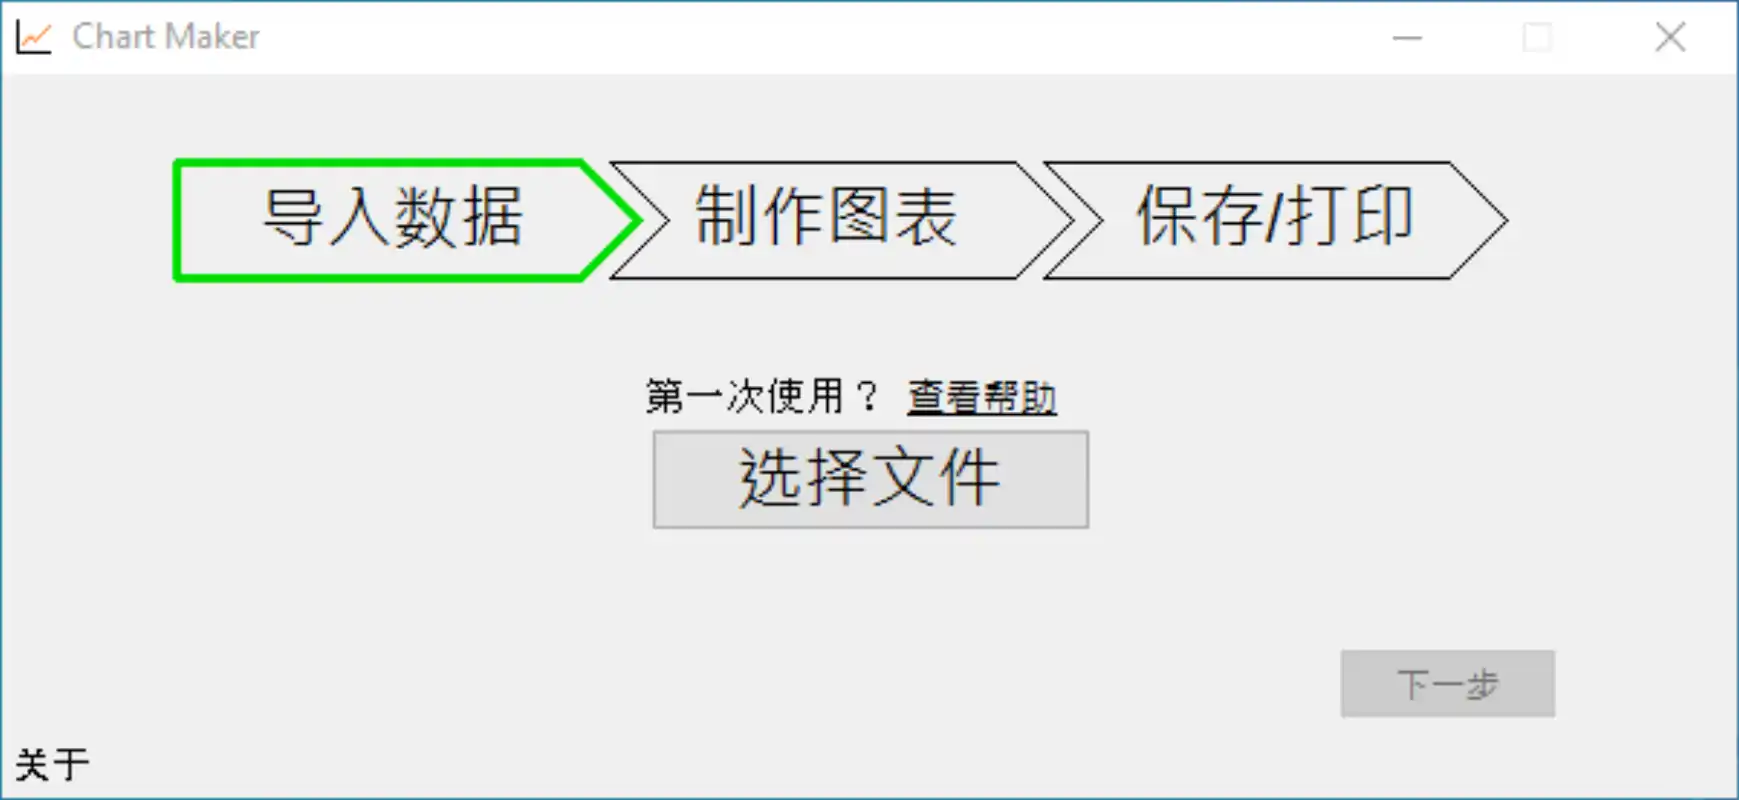 Chart Maker
导入数据 制作图表 保存/打印
第一次使用？ 查看帮助
选择文件
下一步
关于